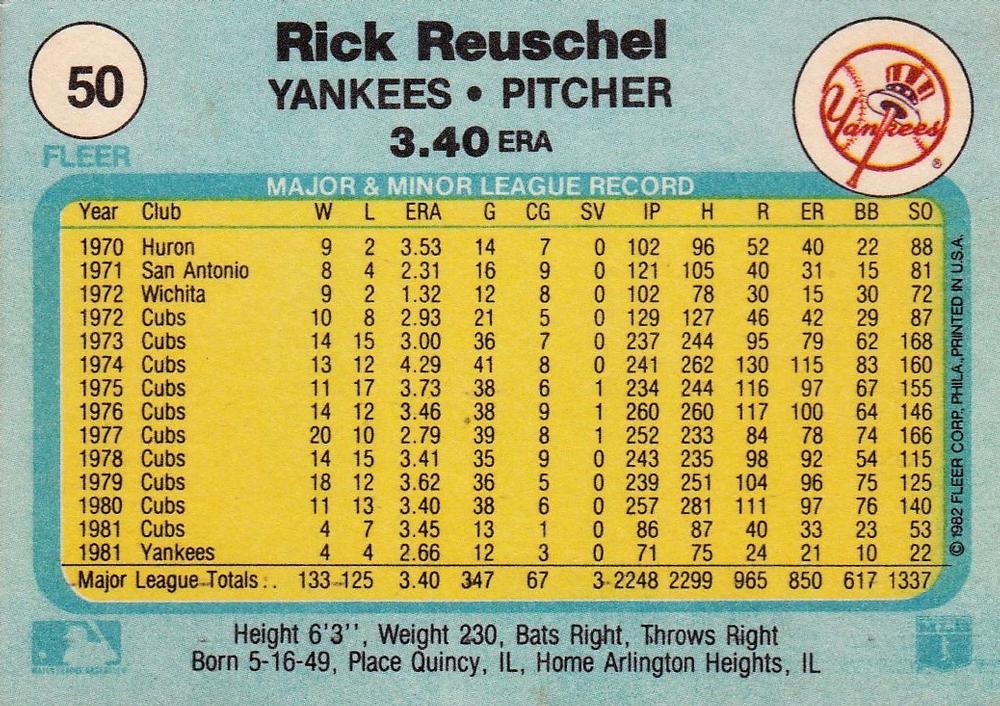 50
FLEER
Rick Reuschel
YANKEES • PITCHER
3.40 ERA
Yankees
®
MAJOR & MINOR LEAGUE RECORD
Year Club W L ERA G CG SV IP H R ER BB SO
1970 Huron 9 2 3.53 14 7 0 102 96 52 40 22 88
1971 San Antonio 8 4 2.31 16 9 0 121 105 40 31 15 81
1972 Wichita 9 2 1.32 12 8 0 102 78 30 15 30 72
1972 Cubs 10 8 2.93 21 5 0 129 127 46 42 29 87
1973 Cubs 14 15 3.00 36 7 0 237 244 95 79 62 168
1974 Cubs 13 12 4.29 41 8 0 241 262 130 115 83 160
1975 Cubs 11 17 3.73 38 6 1 234 244 116 97 67 155
1976 Cubs 14 12 3.46 38 9 1 260 260 117 100 64 146
1977 Cubs 20 10 2.79 39 8 1 252 233 84 78 74 166
1978 Cubs 14 15 3.41 35 9 0 243 235 98 92 54 115
1979 Cubs 18 12 3.62 36 5 0 239 251 104 96 75 125
1980 Cubs 11 13 3.40 38 6 0 257 281 111 97 76 140
1981 Cubs 4 7 3.45 13 1 0 86 87 40 33 23 53
1981 Yankees 4 4 2.66 12 3 0 71 75 24 21 10 22
Major League Totals . . 133 125 3.40 347 67 3 2248 2299 965 850 617 1337
© 1982 FLEER CORP., PHILA., PRINTED IN U.S.A.
Height 6'3'', Weight 230, Bats Right, Throws Right
Born 5-16-49, Place Quincy, IL, Home Arlington Heights, IL